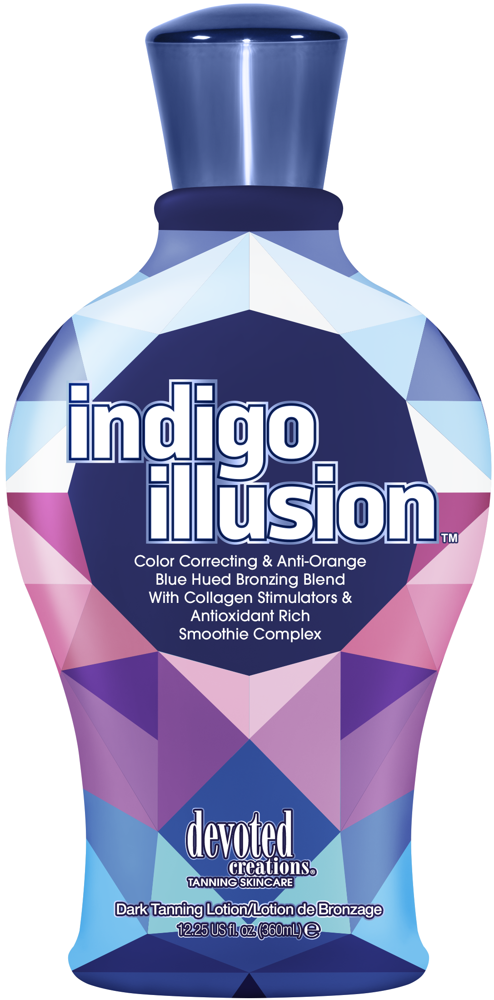 indigo
illusion™
Color Correcting & Anti-Orange
Blue Hued Bronzing Blend
With Collagen Stimulators &
Antioxidant Rich
Smoothie Complex
devoted
creations®
TANNING SKINCARE
Dark Tanning Lotion/Lotion de Bronzage
12.25 US fl. oz. (360mL) ℮